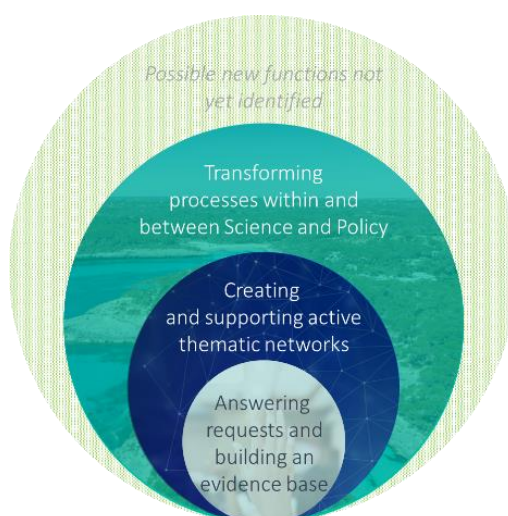 Possible new functions not
yet identified
Transforming
processes within and
between Science and Policy
Creating
and supporting active
thematic networks
Answering
requests and
building an
evidence base